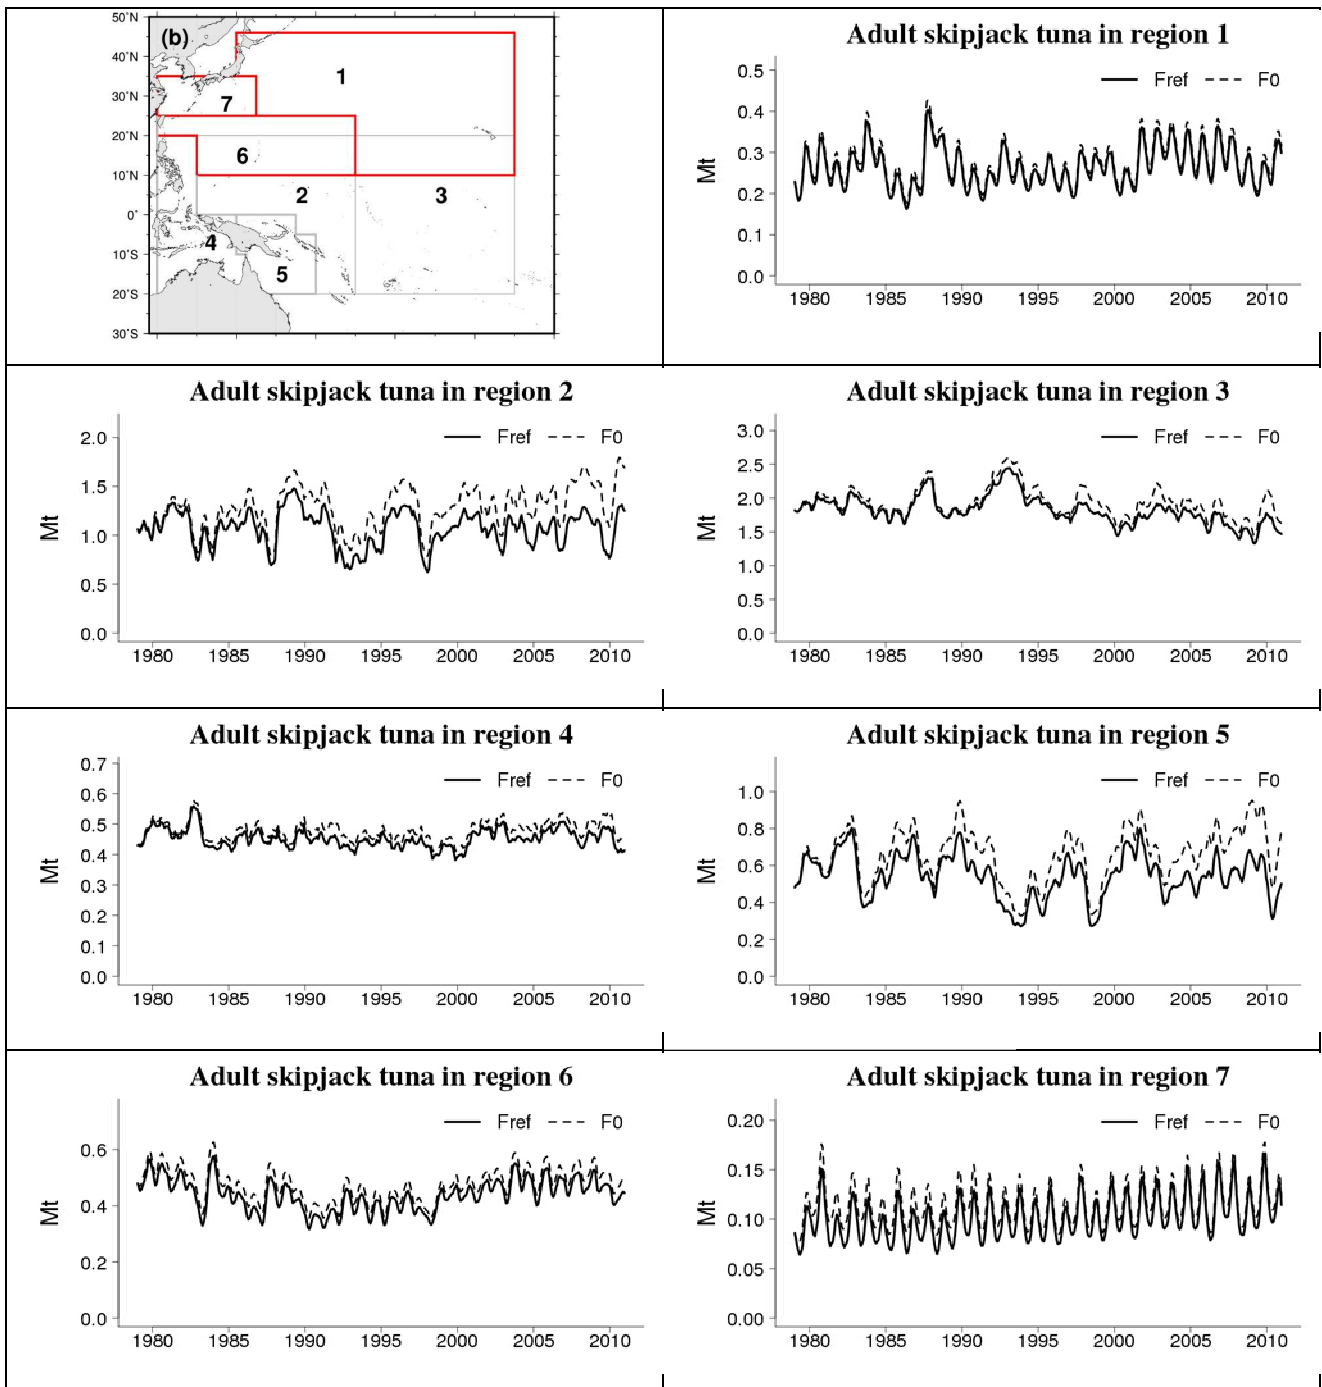 (b)
50°N
40°N
30°N
20°N
10°N
0°
10°S
20°S
30°S
1
7
6
2
3
4
5
Adult skipjack tuna in region 1
Fref F0
Mt
0.5
0.4
0.3
0.2
0.1
0.0
1980 1985 1990 1995 2000 2005 2010
Adult skipjack tuna in region 2
Fref F0
Mt
2.0
1.5
1.0
0.5
0.0
1980 1985 1990 1995 2000 2005 2010
Adult skipjack tuna in region 3
Fref F0
Mt
3.0
2.5
2.0
1.5
1.0
0.5
0.0
1980 1985 1990 1995 2000 2005 2010
Adult skipjack tuna in region 4
Fref F0
Mt
0.7
0.6
0.5
0.4
0.3
0.2
0.1
0.0
1980 1985 1990 1995 2000 2005 2010
Adult skipjack tuna in region 5
Fref F0
Mt
1.0
0.8
0.6
0.4
0.2
0.0
1980 1985 1990 1995 2000 2005 2010
Adult skipjack tuna in region 6
Fref F0
Mt
0.6
0.4
0.2
0.0
1980 1985 1990 1995 2000 2005 2010
Adult skipjack tuna in region 7
Fref F0
Mt
0.20
0.15
0.10
0.05
0.00
1980 1985 1990 1995 2000 2005 2010